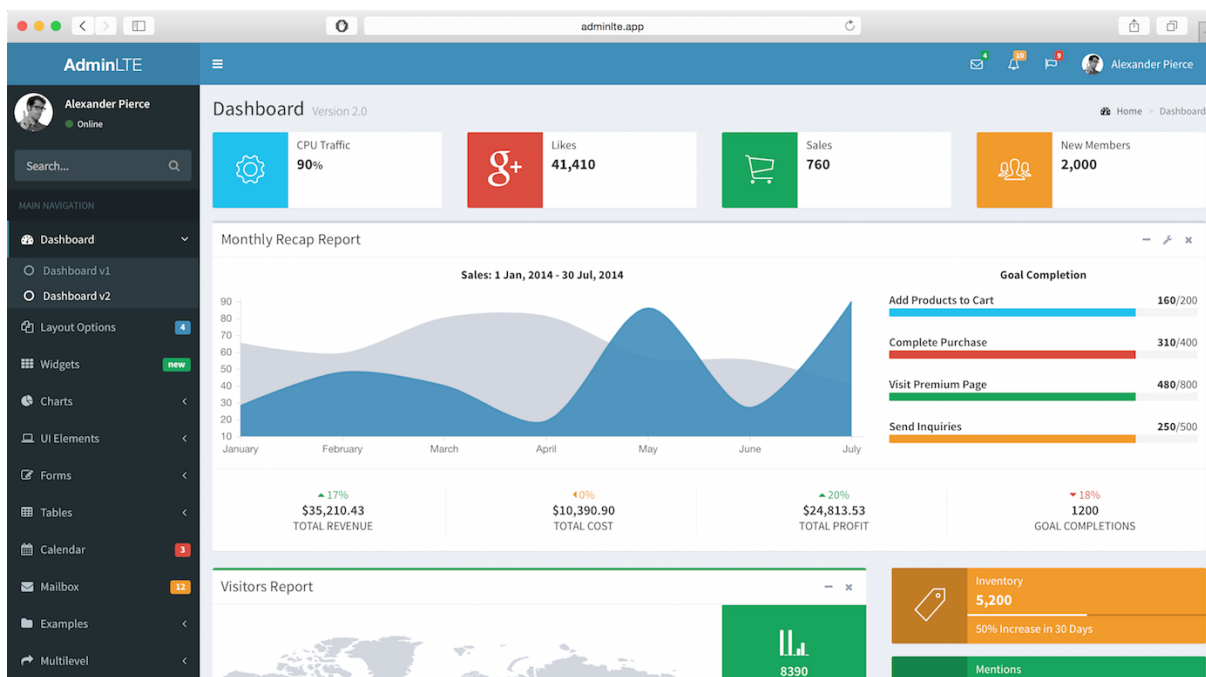 adminlte.app
AdminLTE
4
10
9
Alexander Pierce
Alexander Pierce
Online
Search...
MAIN NAVIGATION
Dashboard
Dashboard v1
Dashboard v2
Layout Options 4
Widgets new
Charts
UI Elements
Forms
Tables
Calendar 3
Mailbox 12
Examples
Multilevel
Dashboard Version 2.0
Home > Dashboard
CPU Traffic
90%
g+
Likes
41,410
Sales
760
New Members
2,000
Monthly Recap Report
Sales: 1 Jan, 2014 - 30 Jul, 2014
90
80
70
60
50
40
30
20
10
January February March April May June July
Goal Completion
Add Products to Cart 160/200
Complete Purchase 310/400
Visit Premium Page 480/800
Send Inquiries 250/500
17%
$35,210.43
TOTAL REVENUE
0%
$10,390.90
TOTAL COST
20%
$24,813.53
TOTAL PROFIT
18%
1200
GOAL COMPLETIONS
Visitors Report
8390
Inventory
5,200
50% Increase in 30 Days
Mentions